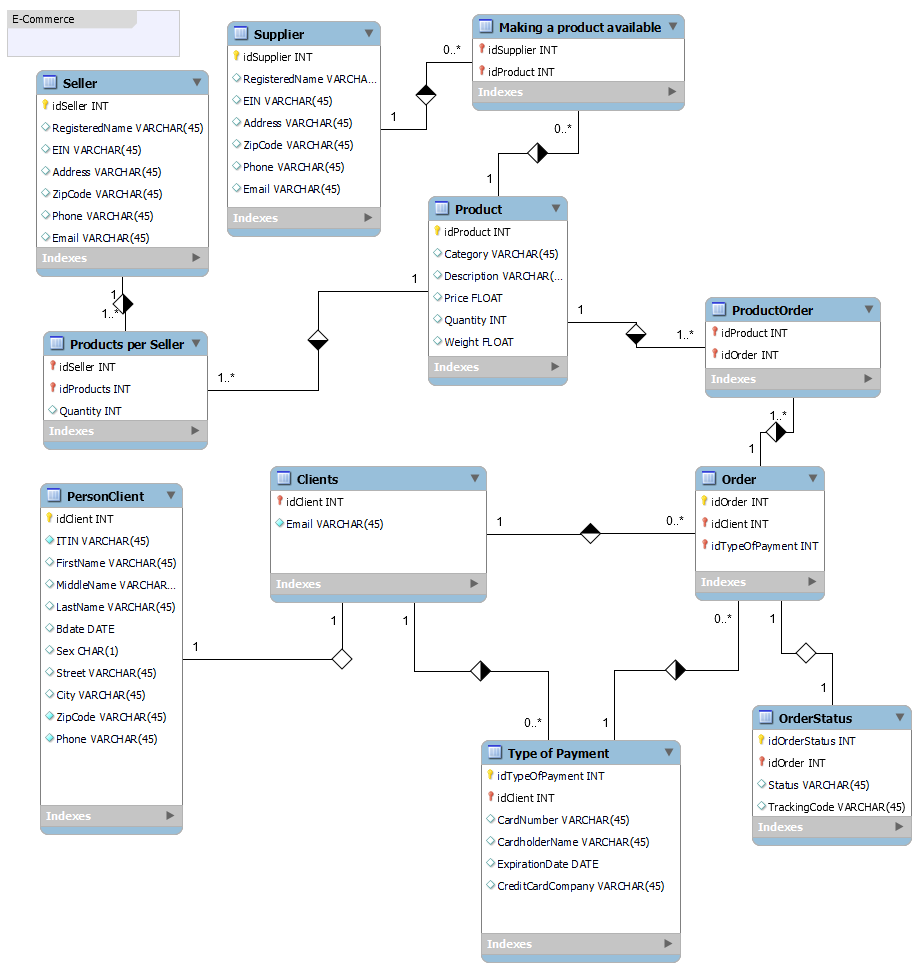 E-Commerce
Seller
idSeller INT
RegisteredName VARCHAR(45)
EIN VARCHAR(45)
Address VARCHAR(45)
ZipCode VARCHAR(45)
Phone VARCHAR(45)
Email VARCHAR(45)
Indexes
Supplier
idSupplier INT
RegisteredName VARCHA...
EIN VARCHAR(45)
Address VARCHAR(45)
ZipCode VARCHAR(45)
Phone VARCHAR(45)
Email VARCHAR(45)
Indexes
1
0..*
Making a product available
idSupplier INT
idProduct INT
Indexes
0..*
1
Product
idProduct INT
Category VARCHAR(45)
Description VARCHAR(...
Price FLOAT
Quantity INT
Weight FLOAT
Indexes
1
1..*
1
1..*
Products per Seller
idSeller INT
idProducts INT
Quantity INT
Indexes
1
1..*
ProductOrder
idProduct INT
idOrder INT
Indexes
1..*
1
PersonClient
idClient INT
ITIN VARCHAR(45)
FirstName VARCHAR(45)
MiddleName VARCHAR...
LastName VARCHAR(45)
Bdate DATE
Sex CHAR(1)
Street VARCHAR(45)
City VARCHAR(45)
ZipCode VARCHAR(45)
Phone VARCHAR(45)
Indexes
1
1
Clients
idClient INT
Email VARCHAR(45)
Indexes
1
0..*
Order
idOrder INT
idClient INT
idTypeOfPayment INT
Indexes
1
0..*
0..*
1
1
1
Type of Payment
idTypeOfPayment INT
idClient INT
CardNumber VARCHAR(45)
CardholderName VARCHAR(45)
ExpirationDate DATE
CreditCardCompany VARCHAR(45)
Indexes
OrderStatus
idOrderStatus INT
idOrder INT
Status VARCHAR(45)
TrackingCode VARCHAR(45)
Indexes